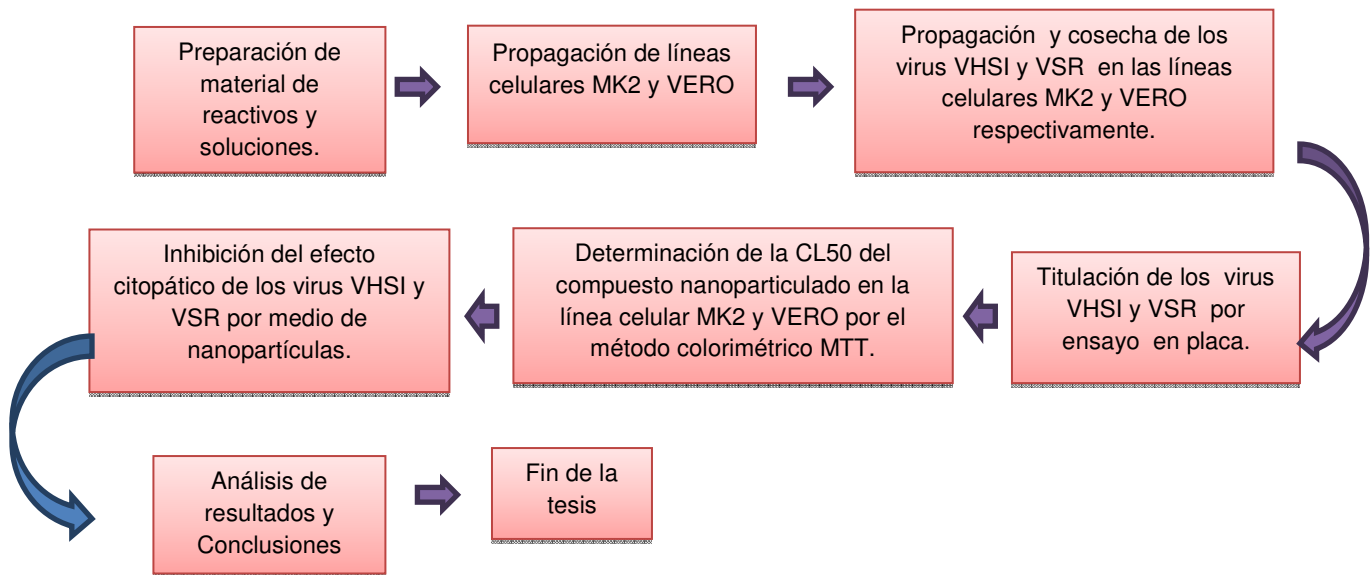 Preparación de
material de
reactivos y
soluciones.
Propagación de líneas
celulares MK2 y VERO
Propagación y cosecha de los
virus VHSI y VSR en las líneas
celulares MK2 y VERO
respectivamente.
Titulación de los virus
VHSI y VSR por
ensayo en placa.
Determinación de la CL50 del
compuesto nanoparticulado en la
línea celular MK2 y VERO por el
método colorimétrico MTT.
Inhibición del efecto
citopático de los virus VHSI y
VSR por medio de
nanopartículas.
Análisis de
resultados y
Conclusiones
Fin de la
tesis